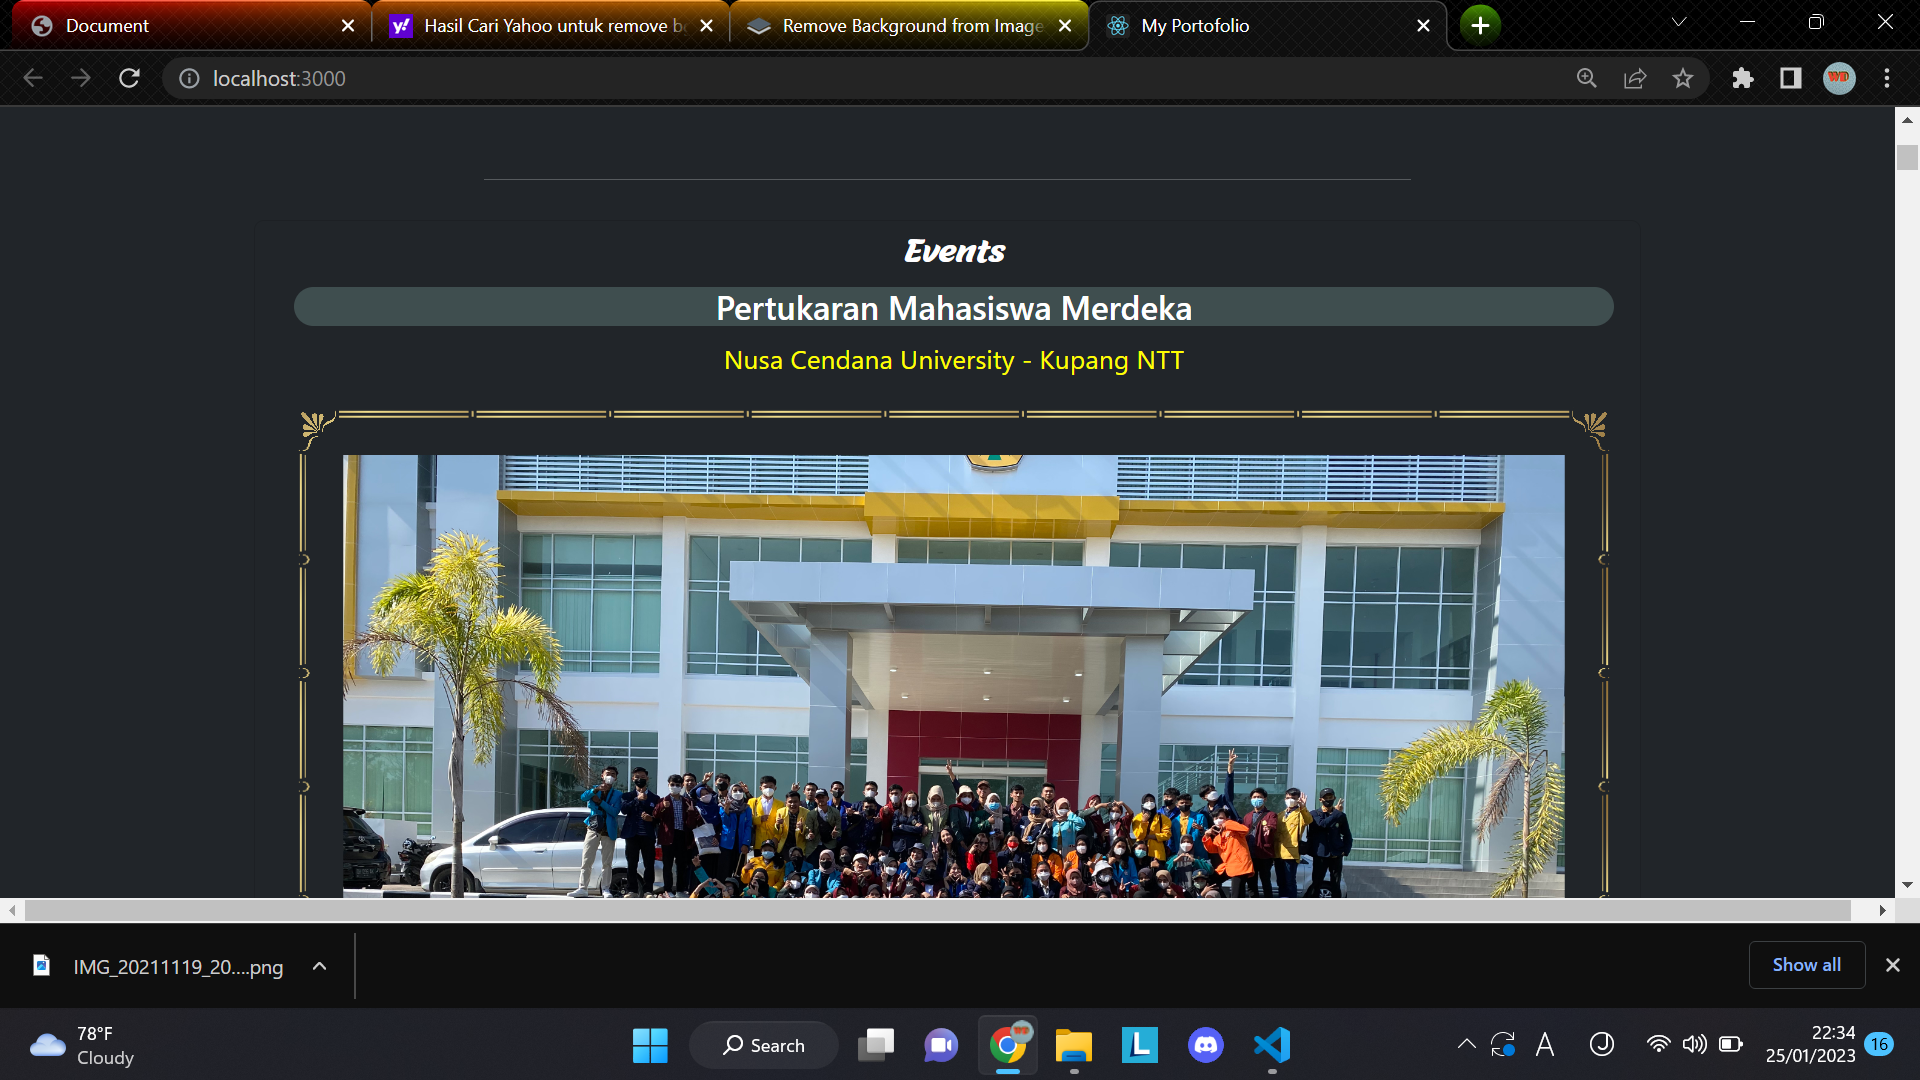 Document
Hasil Cari Yahoo untuk remove b
Remove Background from Image
My Portofolio
localhost:3000
Events
Pertukaran Mahasiswa Merdeka
Nusa Cendana University - Kupang NTT
IMG_20211119_20....png
Show all
78°F
Cloudy
Search
22:34
25/01/2023
16